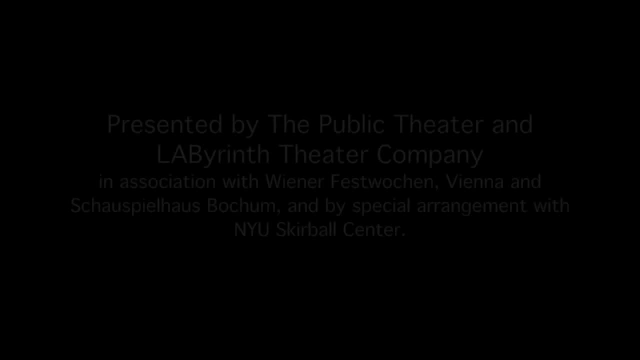 Presented by The Public Theater and
LAByrinth Theater Company
in association with Wiener Festwochen, Vienna and
Schauspielhaus Bochum, and by special arrangement with
NYU Skirball Center.